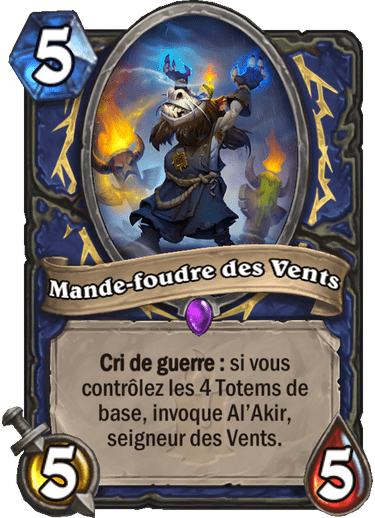 5
Mande-foudre des Vents
Cri de guerre : si vous
contrôlez les 4 Totems de
base, invoque Al'Akir,
seigneur des Vents.
5
5